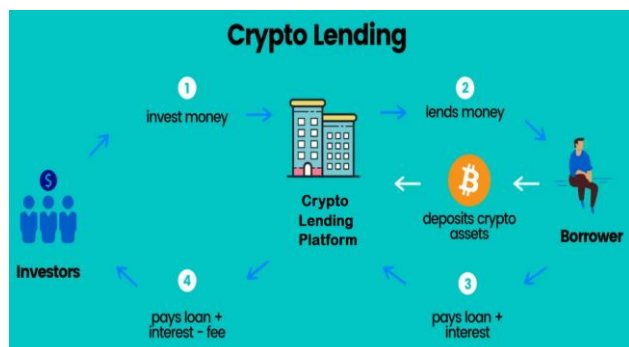 Crypto Lending
1
invest money
2
lends money
$
₿
Crypto
Lending
Platform
deposits crypto
assets
Borrower
Investors
4
pays loan +
interest - fee
3
pays loan +
interest